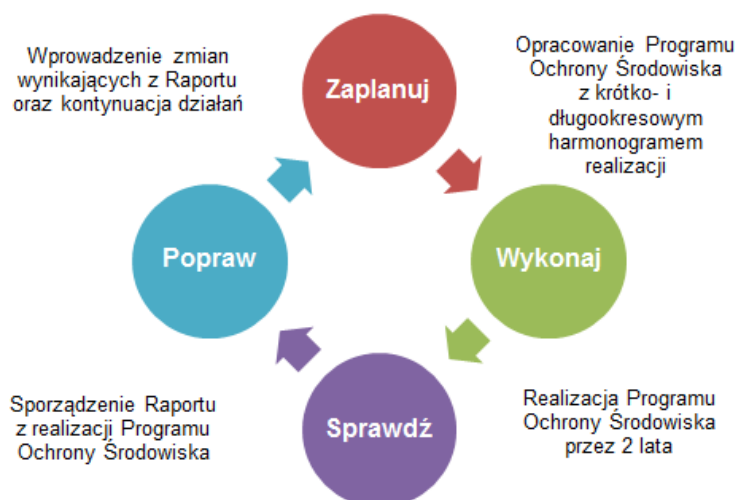 Zaplanuj
Opracowanie Programu
Ochrony Środowiska
z krótko- i
długookresowym
harmonogramem
realizacji
Wykonaj
Realizacja Programu
Ochrony Środowiska
przez 2 lata
Sprawdź
Sporządzenie Raportu
z realizacji Programu
Ochrony Środowiska
Popraw
Wprowadzenie zmian
wynikających z Raportu
oraz kontynuacja działań